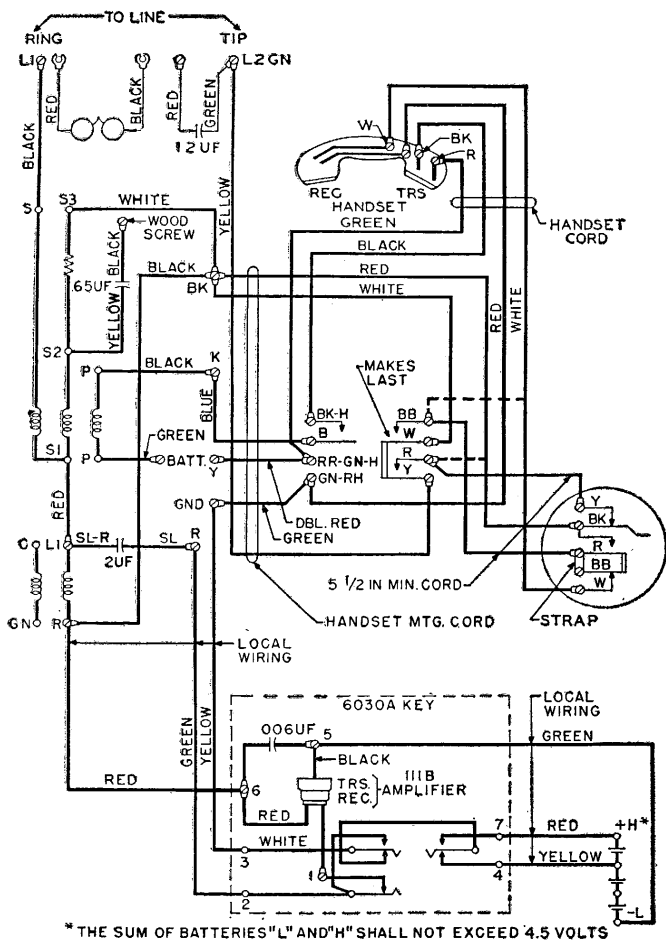 TO LINE
RING
TIP
L1
L2 GN
BLACK
RED
BLACK
RED
GREEN
1 2 UF
W
BK
R
REC
TRS
HANDSET
GREEN
HANDSET
CORD
YELLOW
S
S3
WHITE
WOOD
SCREW
BLACK
.65UF
YELLOW
BLACK
BK
BLACK
RED
WHITE
RED
WHITE
S2
P
BLACK
K
BLUE
MAKES
LAST
BK-H
BB
B
W
S1
P
GREEN
BATT.
Y
RR-GN-H
R
Y
GN-RH
GND
DBL. RED
GREEN
Y
BK
R
BB
W
RED
C
L1
SL-R
SL
R
2UF
5 1/2 IN MIN. CORD
GN
R
HANDSET MTG. CORD
STRAP
LOCAL
WIRING
GREEN
YELLOW
6030A KEY
LOCAL
WIRING
.006UF
5
GREEN
BLACK
RED
6
TRS.
REC.
111B
AMPLIFIER
RED
7
RED
+H*
WHITE
3
YELLOW
4
1
2
-L
* THE SUM OF BATTERIES "L" AND "H" SHALL NOT EXCEED 4.5 VOLTS